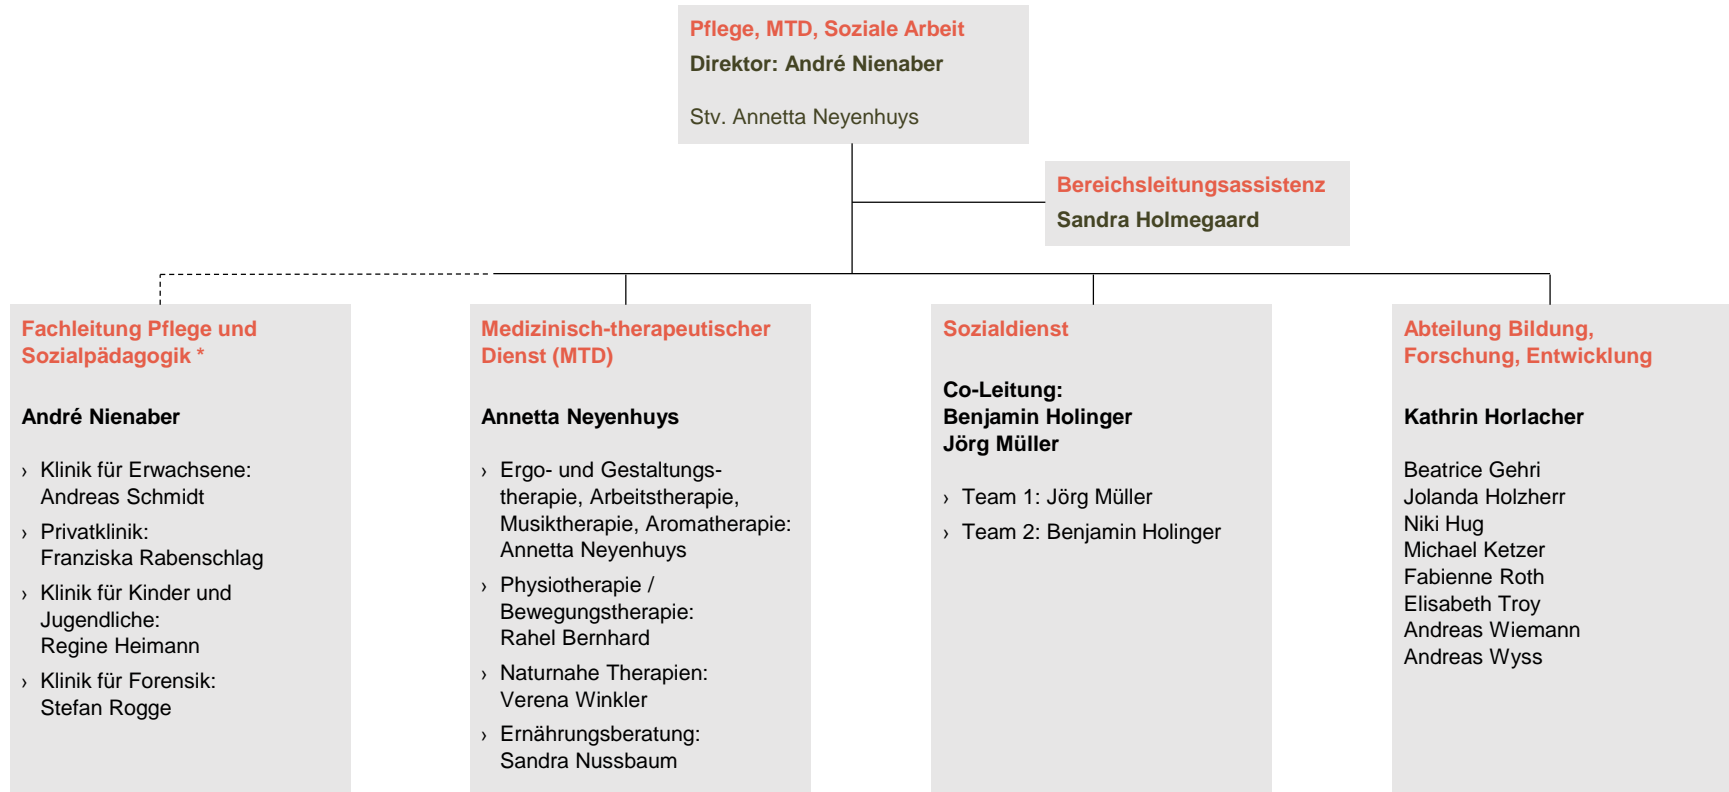 Pflege, MTD, Soziale Arbeit
Direktor: André Nienaber
Stv. Annetta Neyenhuys
Bereichsleitungsassistenz
Sandra Holmegaard
Fachleitung Pflege und
Sozialpädagogik *
André Nienaber
› Klinik für Erwachsene:
Andreas Schmidt
› Privatklinik:
Franziska Rabenschlag
› Klinik für Kinder und
Jugendliche:
Regine Heimann
› Klinik für Forensik:
Stefan Rogge
Medizinisch-therapeutischer
Dienst (MTD)
Annetta Neyenhuys
› Ergo- und Gestaltungs-
therapie, Arbeitstherapie,
Musiktherapie, Aromatherapie:
Annetta Neyenhuys
› Physiotherapie /
Bewegungstherapie:
Rahel Bernhard
› Naturnahe Therapien:
Verena Winkler
› Ernährungsberatung:
Sandra Nussbaum
Sozialdienst
Co-Leitung:
Benjamin Holinger
Jörg Müller
› Team 1: Jörg Müller
› Team 2: Benjamin Holinger
Abteilung Bildung,
Forschung, Entwicklung
Kathrin Horlacher
Beatrice Gehri
Jolanda Holzherr
Niki Hug
Michael Ketzer
Fabienne Roth
Elisabeth Troy
Andreas Wiemann
Andreas Wyss